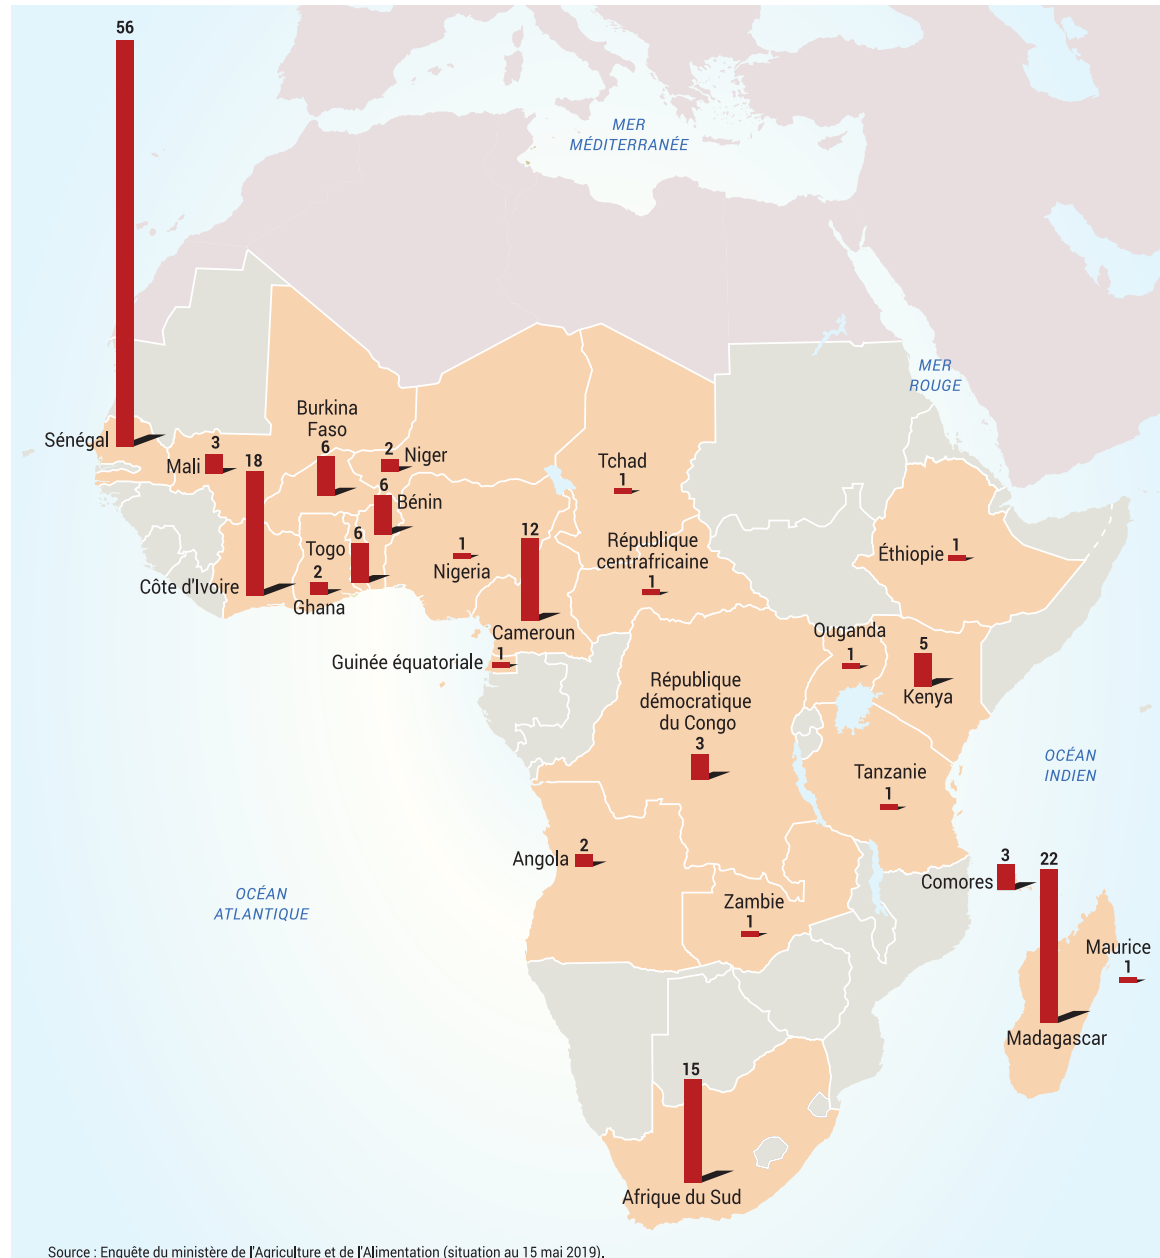 56
MER
MÉDITERRANÉE
MER
ROUGE
Sénégal
Burkina
Faso
6
3
Mali
18
2
Niger
Tchad
1
6
Bénin
Togo
6
1
Nigeria
12
République
centrafricaine
1
Éthiopie
1
Côte d'Ivoire
2
Ghana
Cameroun
Guinée équatoriale
1
Ouganda
1
5
Kenya
République
démocratique
du Congo
3
OCÉAN
INDIEN
Tanzanie
1
Angola
2
Comores
3
22
OCÉAN
ATLANTIQUE
Zambie
1
Maurice
1
Madagascar
15
Afrique du Sud
Source : Enquête du ministère de l'Agriculture et de l'Alimentation (situation au 15 mai 2019).